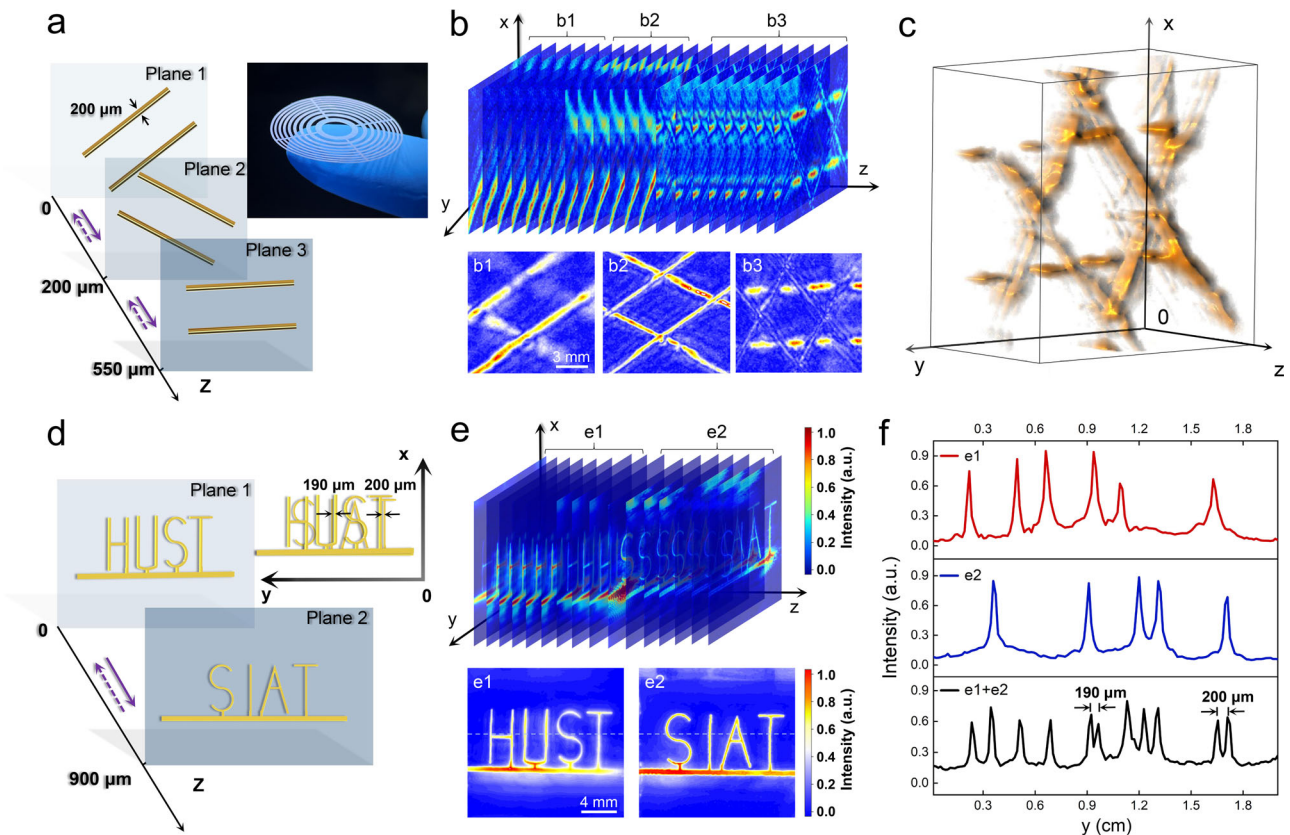 a
Plane 1
200 μm
Plane 2
0
Plane 3
200 μm
550 μm
Z
b
x
b1
b2
b3
z
y
b1
3 mm
b2
b3
c
x
0
y
z
d
Plane 1
HUST
x
190 μm
200 μm
HUST
SIAT
y
0
0
Plane 2
SIAT
900 μm
Z
e
x
e1
e2
1.0
0.8
0.6
0.4
0.2
0.0
Intensity (a.u.)
SSSSSIAT
z
y
e1
HUST
4 mm
e2
SIAT
1.0
0.8
0.6
0.4
0.2
0.0
Intensity (a.u.)
f
0.3 0.6 0.9 1.2 1.5 1.8
e1
0.9
0.6
0.3
0.0
e2
0.9
0.6
0.3
0.0
e1+e2
190 μm
200 μm
0.9
0.6
0.3
0.0
Intensity (a.u.)
0.3 0.6 0.9 1.2 1.5 1.8
y (cm)